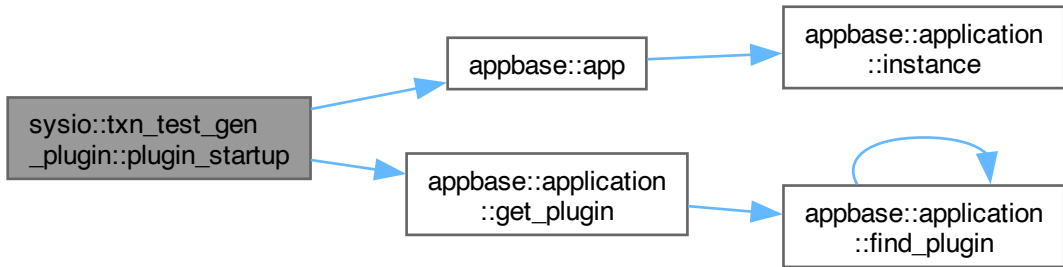 sysio::txn_test_gen
_plugin::plugin_startup
appbase::app
appbase::application
::instance
appbase::application
::get_plugin
appbase::application
::find_plugin